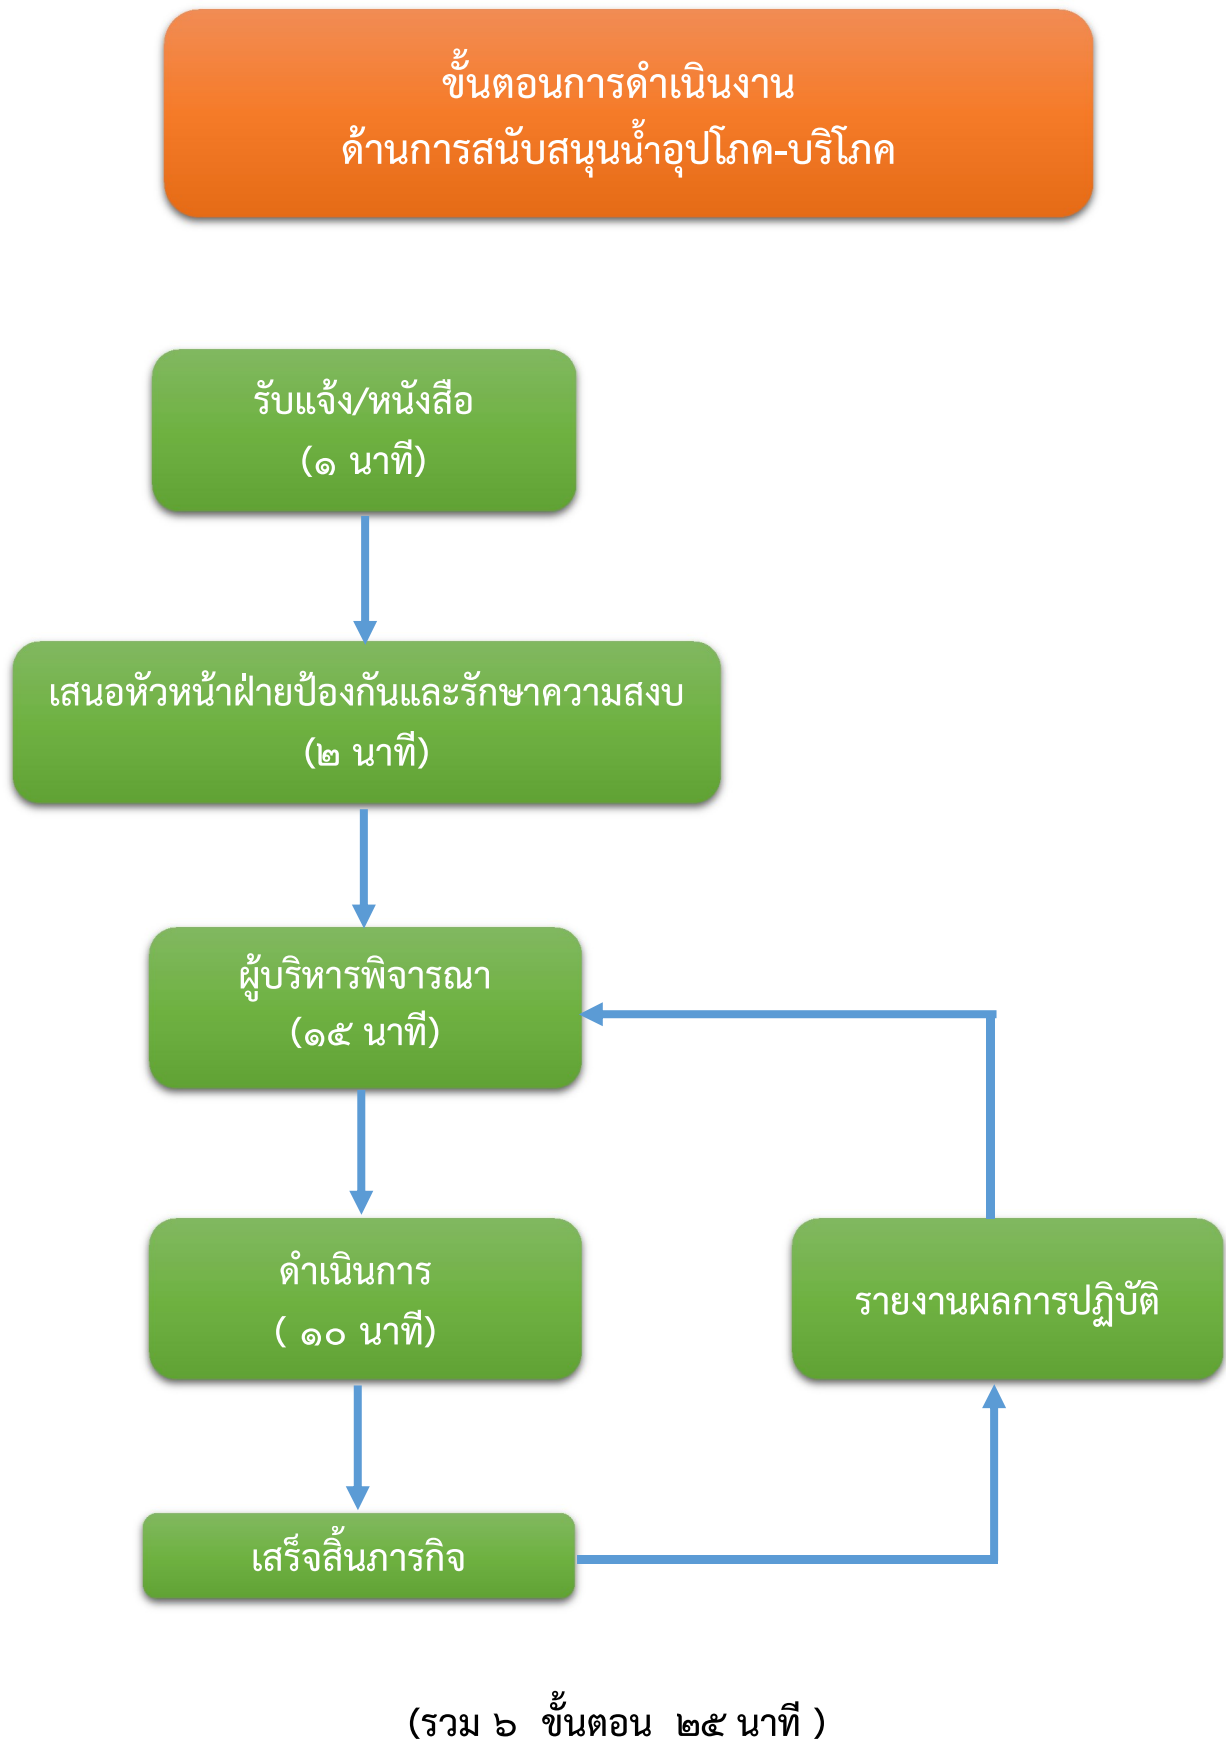 ขั้นตอนการดำเนินงาน
ด้านการสนับสนุนน้ำอุปโภค-บริโภค
รับแจ้ง/หนังสือ
(๑ นาที)
เสนอหัวหน้าฝ่ายป้องกันและรักษาความสงบ
(๒ นาที)
ผู้บริหารพิจารณา
(๑๕ นาที)
ดำเนินการ
( ๑๐ นาที)
รายงานผลการปฏิบัติ
เสร็จสิ้นภารกิจ
(รวม ๖ ขั้นตอน ๒๕ นาที )